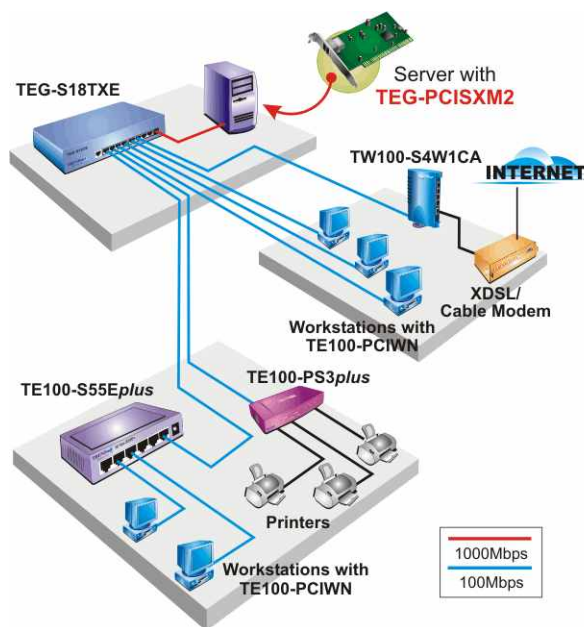 TEG-S18TXE
Server with
TEG-PCISXM2
TW100-S4W1CA
INTERNET
XDSL/
Cable Modem
Workstations with
TE100-PCIWN
TE100-S55Eplus
TE100-PS3plus
Printers
Workstations with
TE100-PCIWN
1000Mbps
100Mbps